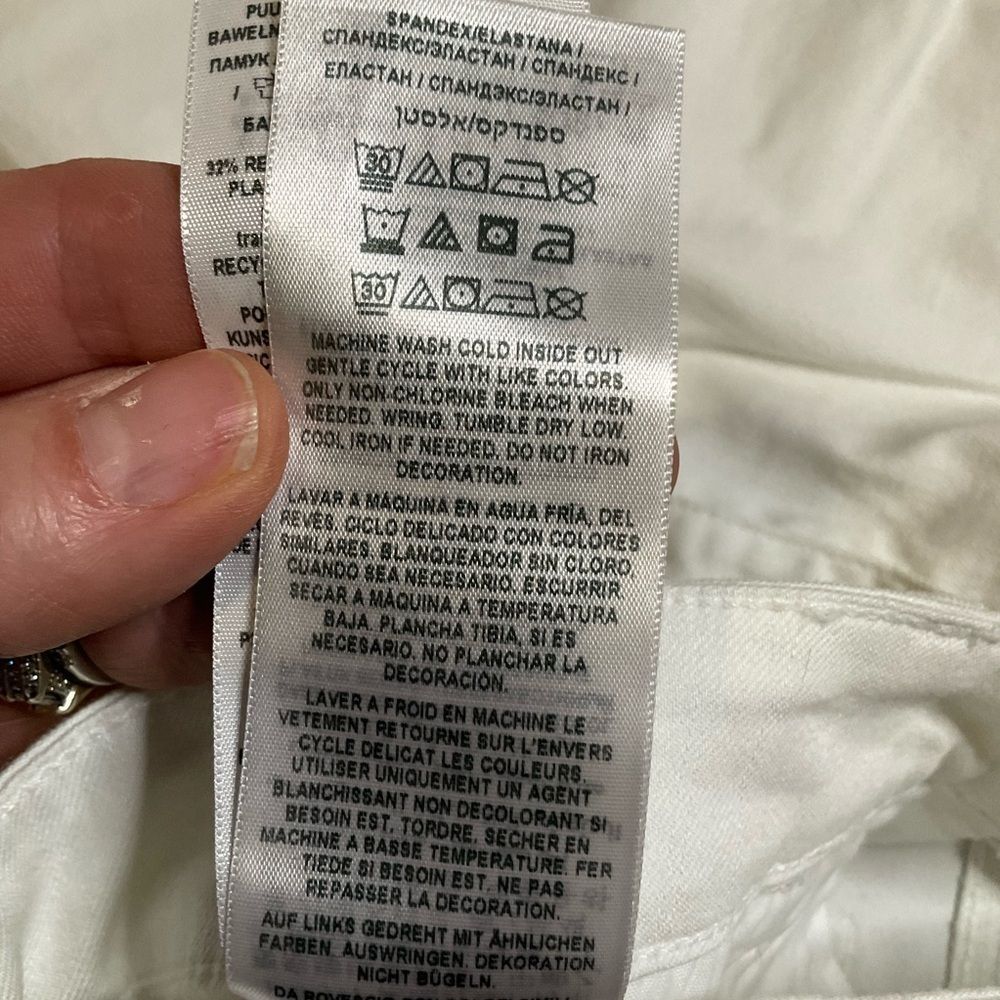 PUU
BAWEŁN
ПАМУК
/
БА
32% RE
PLA
tra
RECY
PO
KUNS
SPANDEX/ELASTANA /
СПАНДЕКС/ЭЛАСТАН / СПАНДЕКС /
ЕЛАСТАН / СПАНДЭКС/ЭЛАСТАН /
ספנדקס/אלסטן
30
30
MACHINE WASH COLD INSIDE OUT
GENTLE CYCLE WITH LIKE COLORS.
ONLY NON-CHLORINE BLEACH WHEN
NEEDED. WRING. TUMBLE DRY LOW.
COOL IRON IF NEEDED. DO NOT IRON
DECORATION.
LAVAR A MÁQUINA EN AGUA FRÍA, DEL
REVES. CICLO DELICADO CON COLORES
SIMILARES. BLANQUEADOR SIN CLORO.
CUANDO SEA NECESARIO. ESCURRIR
SECAR A MÁQUINA A TEMPERATURA
BAJA. PLANCHA TIBIA, SI ES
NECESARIO. NO PLANCHAR LA
DECORACIÓN.
LAVER A FROID EN MACHINE LE
VETEMENT RETOURNE SUR L'ENVERS
CYCLE DELICAT LES COULEURS.
UTILISER UNIQUEMENT UN AGENT
BLANCHISSANT NON DECOLORANT SI
BESOIN EST, TORDRE, SECHER EN
MACHINE A BASSE TEMPERATURE. FER
TIEDE SI BESOIN EST. NE PAS
REPASSER LA DECORATION.
AUF LINKS GEDREHT MIT ÄHNLICHEN
FARBEN. AUSWRINGEN. DEKORATION
NICHT BÜGELN.